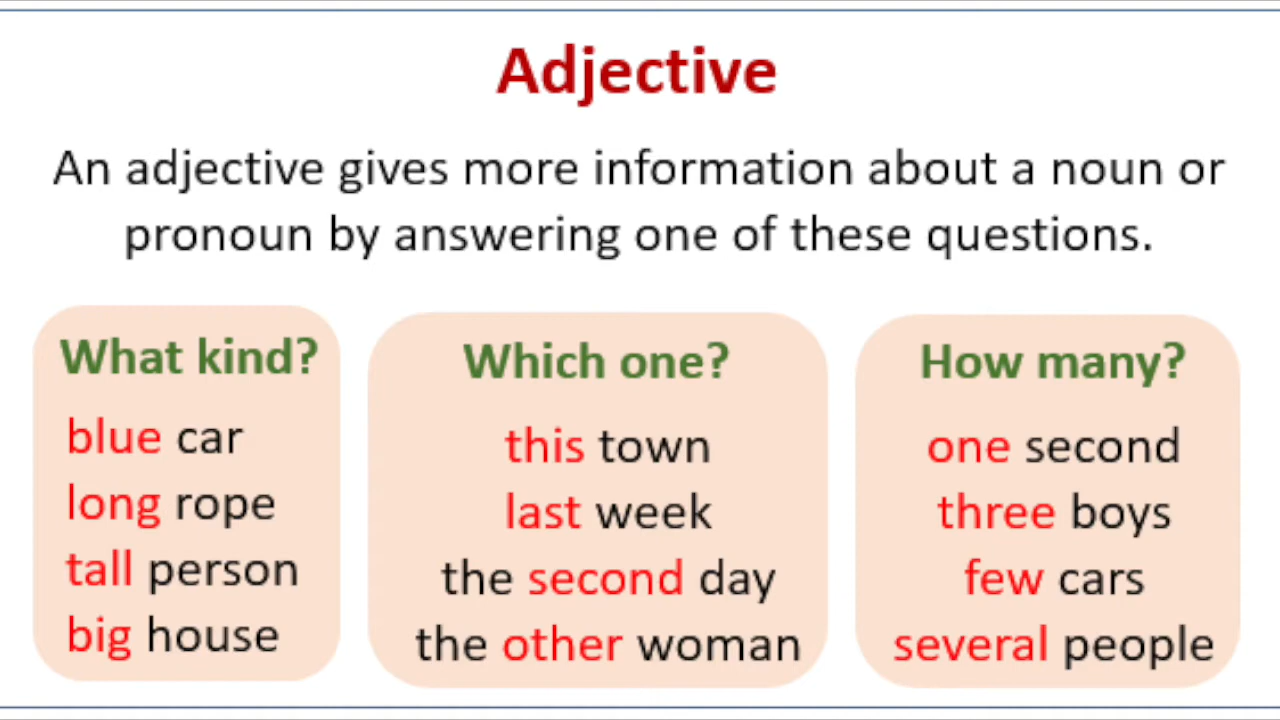 Adjective
An adjective gives more information about a noun or
pronoun by answering one of these questions.
What kind?
blue car
long rope
tall person
big house
Which one?
this town
last week
the second day
the other woman
How many?
one second
three boys
few cars
several people